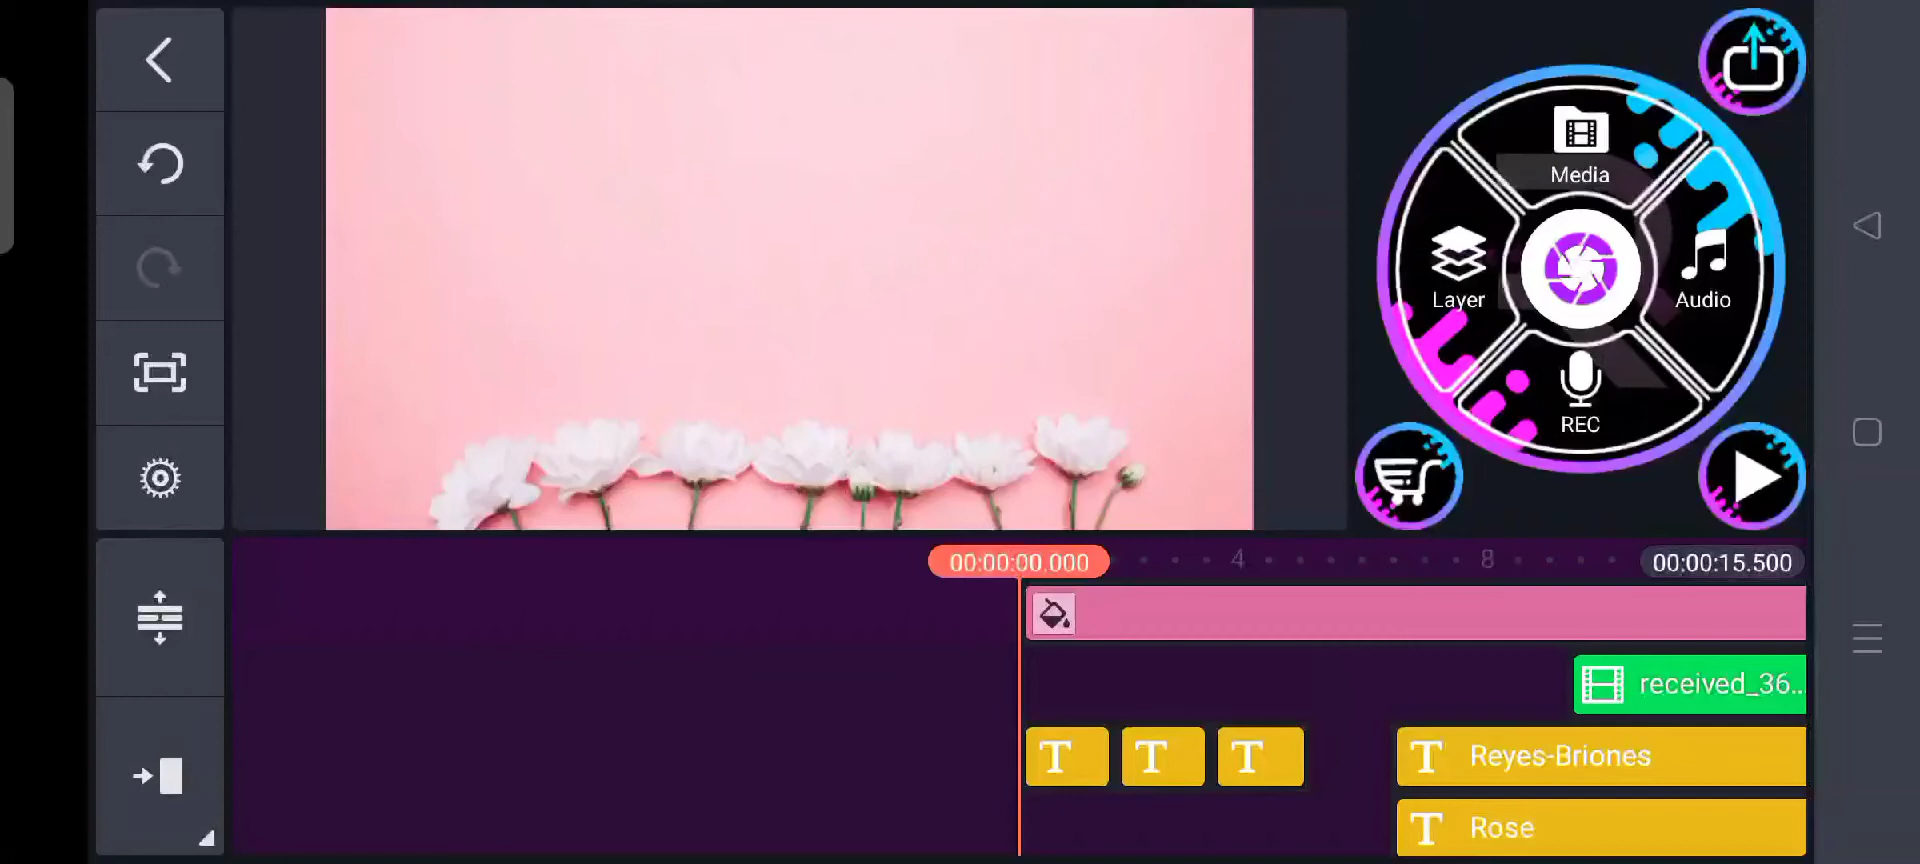 Media
Layer
Audio
REC
00:00:00.000
4
8
00:00:15.500
received_36..
T
T
T
T Reyes-Briones
T Rose